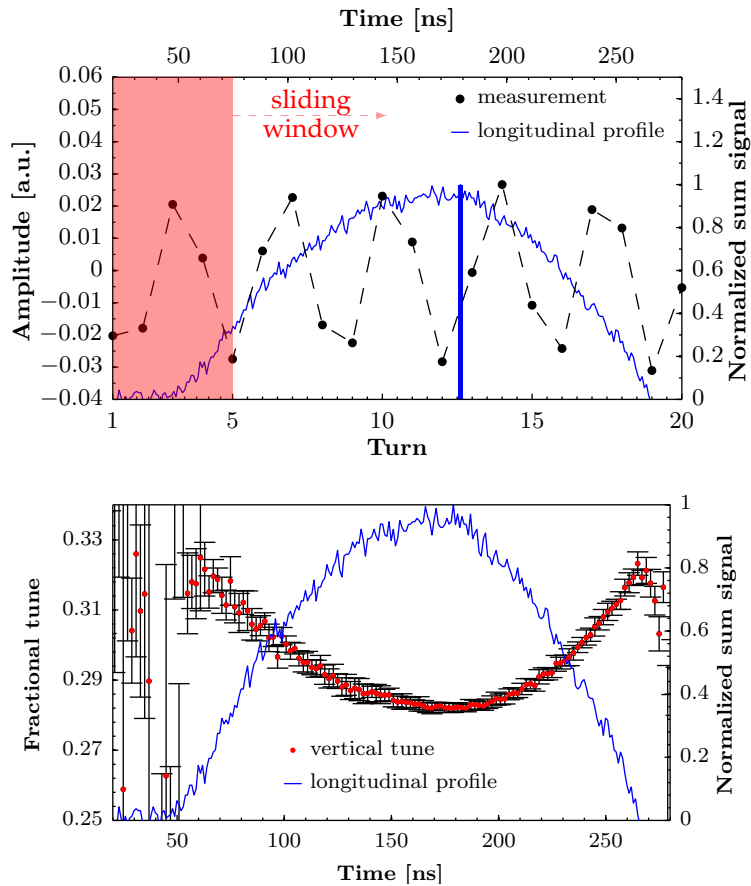 Time [ns]
50 100 150 200 250
0.06
0.05
0.04
0.03
0.02
0.01
0
−0.01
−0.02
−0.03
−0.04
Amplitude [a.u.]
sliding
window
measurement
longitudinal profile
1.4
1.2
1
0.8
0.6
0.4
0.2
0
Normalized sum signal
1 5 10 15 20
Turn
0.33
0.31
0.29
0.27
0.25
Fractional tune
vertical tune
longitudinal profile
1
0.8
0.6
0.4
0.2
0
Normalized sum signal
50 100 150 200 250
Time [ns]